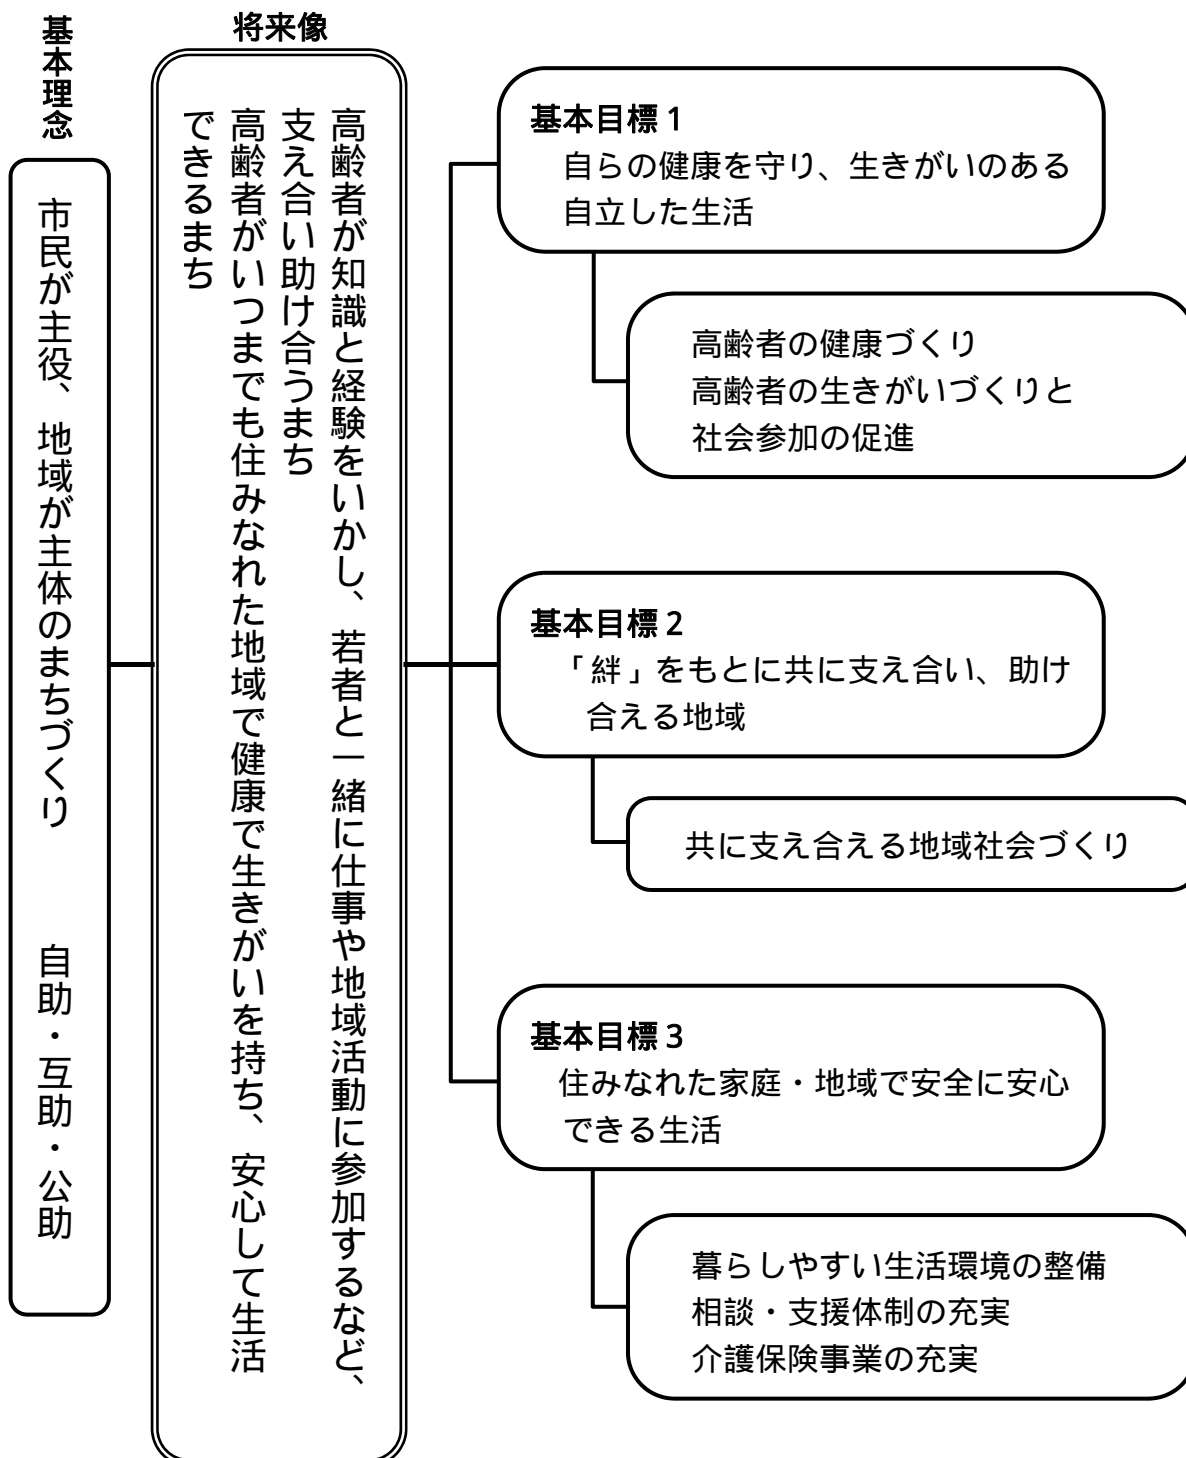 基本理念
市民が主役、地域が主体のまちづくり　自助・互助・公助
将来像
高齢者が知識と経験をいかし、若者と一緒に仕事や地域活動に参加するなど、
支え合い助け合うまち
高齢者がいつまでも住みなれた地域で健康で生きがいを持ち、安心して生活
できるまち
基本目標1
自らの健康を守り、生きがいのある
自立した生活
高齢者の健康づくり
高齢者の生きがいづくりと
社会参加の促進
基本目標2
「絆」をもとに共に支え合い、助け
合える地域
共に支え合える地域社会づくり
基本目標3
住みなれた家庭・地域で安全に安心
できる生活
暮らしやすい生活環境の整備
相談・支援体制の充実
介護保険事業の充実